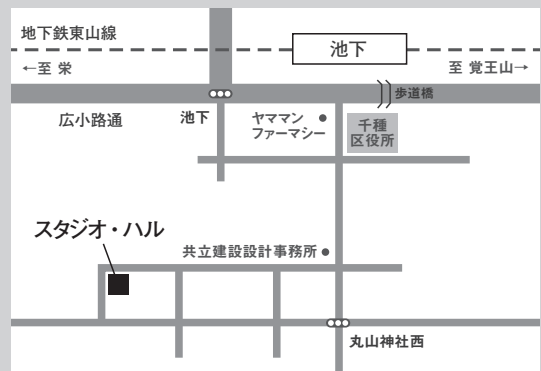 地下鉄東山線
池下
←至 栄
至 覚王山→
歩道橋
広小路通
池下
ヤママン
ファーマシー
千種
区役所
スタジオ・ハル
共立建設設計事務所
丸山神社西